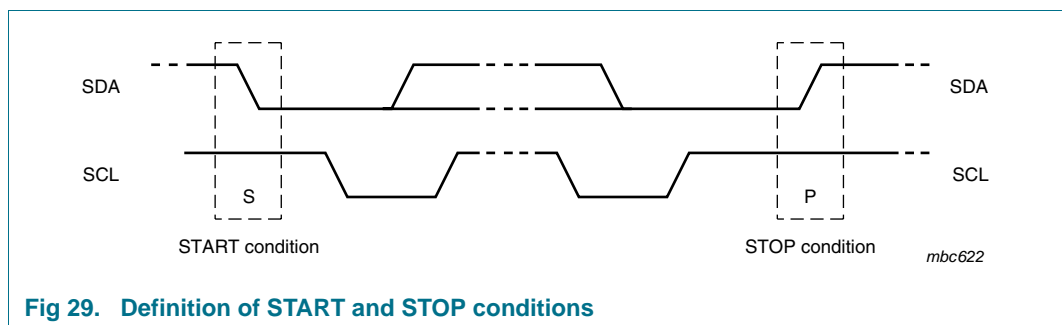 SDA
SDA
SCL
SCL
S
P
START condition
STOP condition
mbc622
Fig 29. Definition of START and STOP conditions